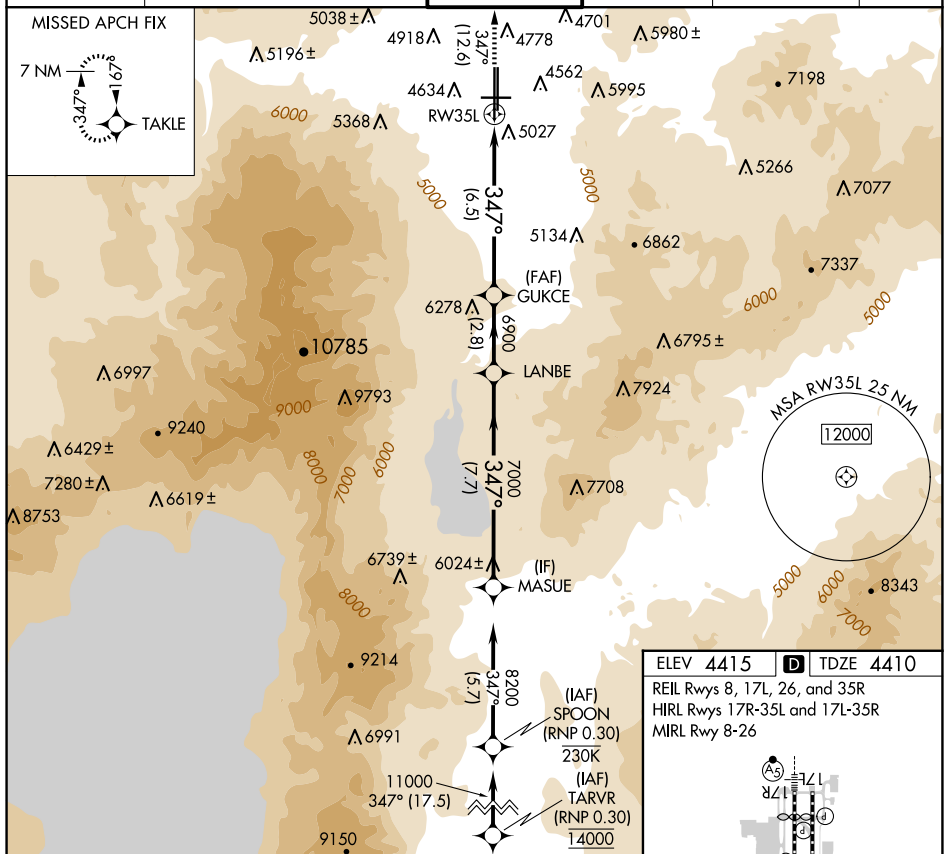 MISSED APCH FIX
7 NM
347°
167°
TAKLE
5038 ±
5196 ±
4918
347°
(12.6)
4778
4701
5980 ±
4634
4562
5995
7198
RW35L
6000
5368
5027
5000
5000
5266
7077
347°
(6.5)
5134
6862
7337
(FAF)
GUKCE
6278
6900
(2.8)
6000
5000
10785
6795 ±
6997
LANBE
9793
7924
9000
MSA RW35L 25 NM
12000
9240
6429 ±
8000
7000
6000
7000
347°
(7.7)
7280 ±
6619 ±
7708
8753
6739 ±
6024 ±
(IF)
MASUE
5000
6000
7000
8343
8000
9214
8200
347°
(5.7)
(IAF)
SPOON
(RNP 0.30)
230K
6991
11000
347° (17.5)
(IAF)
TARVR
(RNP 0.30)
14000
9150
ELEV 4415 D TDZE 4410
REIL Rwys 8, 17L, 26, and 35R
HIRL Rwys 17R-35L and 17L-35R
MIRL Rwy 8-26
A5
17L
17R
P
P